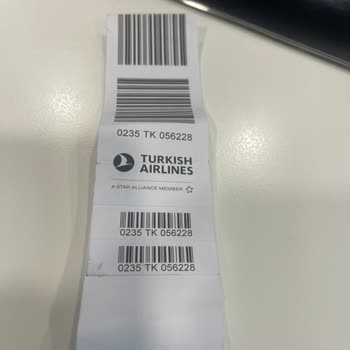 0235 TK 056228
TURKISH
AIRLINES
A STAR ALLIANCE MEMBER
0235 TK 056228
0235 TK 056228